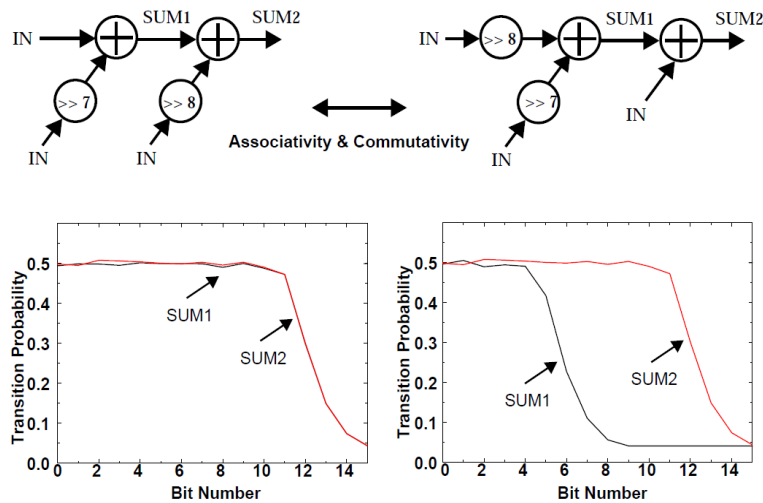 IN
SUM1
SUM2
>> 7
>> 8
IN
IN
Associativity & Commutativity
IN
>> 8
SUM1
SUM2
>> 7
IN
IN
Transition Probability
0.5
0.4
0.3
0.2
0.1
0.0
SUM1
SUM2
0 2 4 6 8 10 12 14
Bit Number
Transition Probability
0.5
0.4
0.3
0.2
0.1
0.0
SUM1
SUM2
0 2 4 6 8 10 12 14
Bit Number